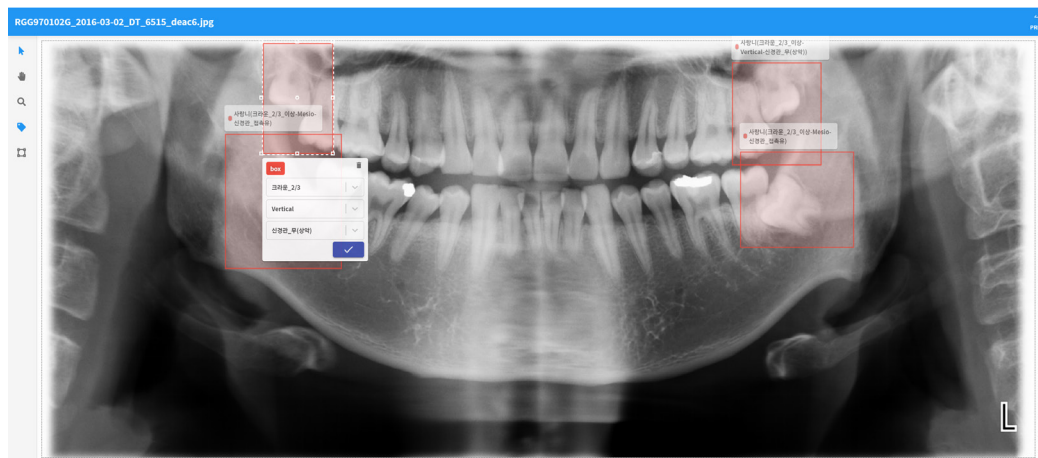 RGG970102G_2016-03-02_DT_6515_deac6.jpg
PR
사랑니(크라운_2/3_이상-
Vertical-신경관_무(상악))
사랑니(크라운_2/3_이상-Mesio-
신경관_접촉유)
사랑니(크라운_2/3_이상-Mesio-
신경관_접촉유)
box
크라운_2/3
Vertical
신경관_무(상악)
L